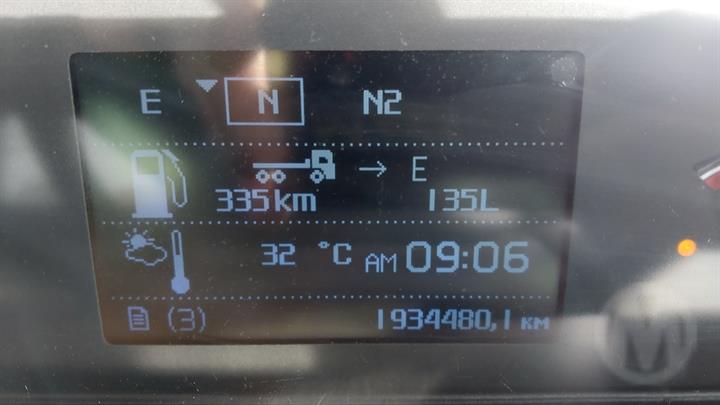 E N N2
→ E
335km 135L
32 °C AM 09:06
(3) 1934480,1 KM
M